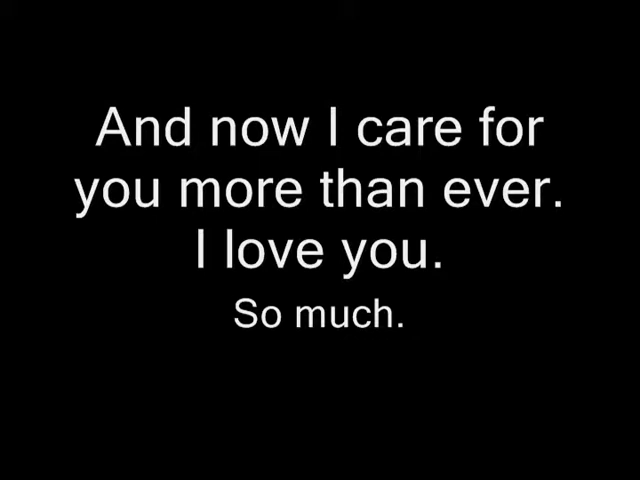 And now I care for
you more than ever.
I love you.
So much.